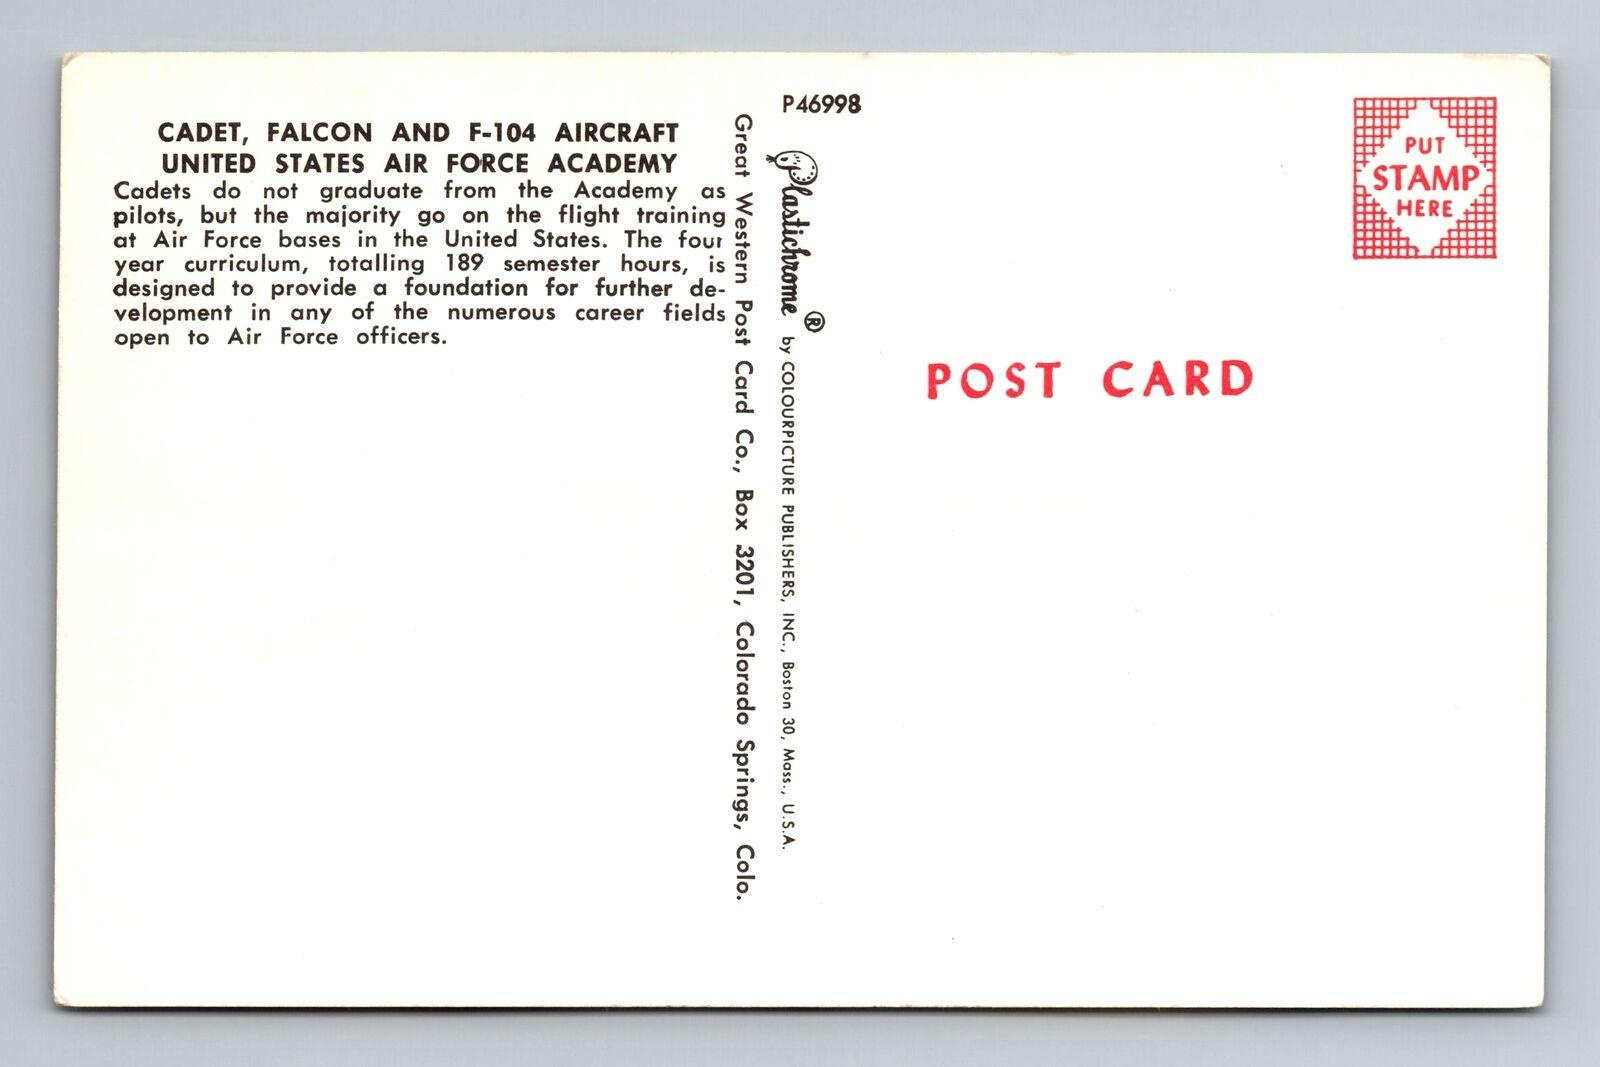 CADET, FALCON AND F-104 AIRCRAFT
UNITED STATES AIR FORCE ACADEMY
Cadets do not graduate from the Academy as
pilots, but the majority go on the flight training
at Air Force bases in the United States. The four
year curriculum, totalling 189 semester hours, is
designed to provide a foundation for further de-
velopment in any of the numerous career fields
open to Air Force officers.
Great Western Post Card Co., Box 3201, Colorado Springs, Colo.
P46998
Plastichrome ® by COLOURPICTURE PUBLISHERS, INC., Boston 30, Mass., U.S.A.
PUT
STAMP
HERE
POST CARD